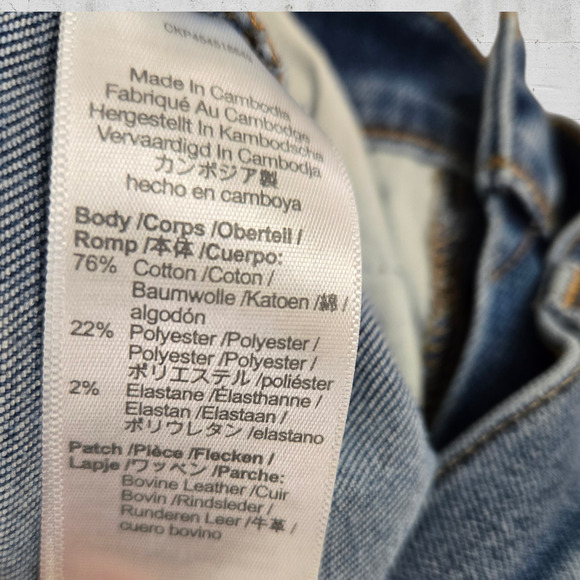 Made In Cambodia
Fabriqué Au Cambodge
Hergestellt In Kambodscha
Vervaardigd In Cambodja
カンボジア製
hecho en camboya
Body /Corps /Oberteil /
Romp /本体 /Cuerpo:
76% Cotton /Coton /
Baumwolle /Katoen /綿 /
algodón
22% Polyester /Polyester /
Polyester /Polyester /
ポリエステル /poliéster
2% Elastane /Élasthanne /
Elastan /Elastaan /
ポリウレタン /elastano
Patch /Pièce /Flecken /
Lapje /ワッペン /Parche:
Bovine Leather /Cuir
Bovin /Rindsleder /
Runderen Leer /牛革 /
cuero bovino